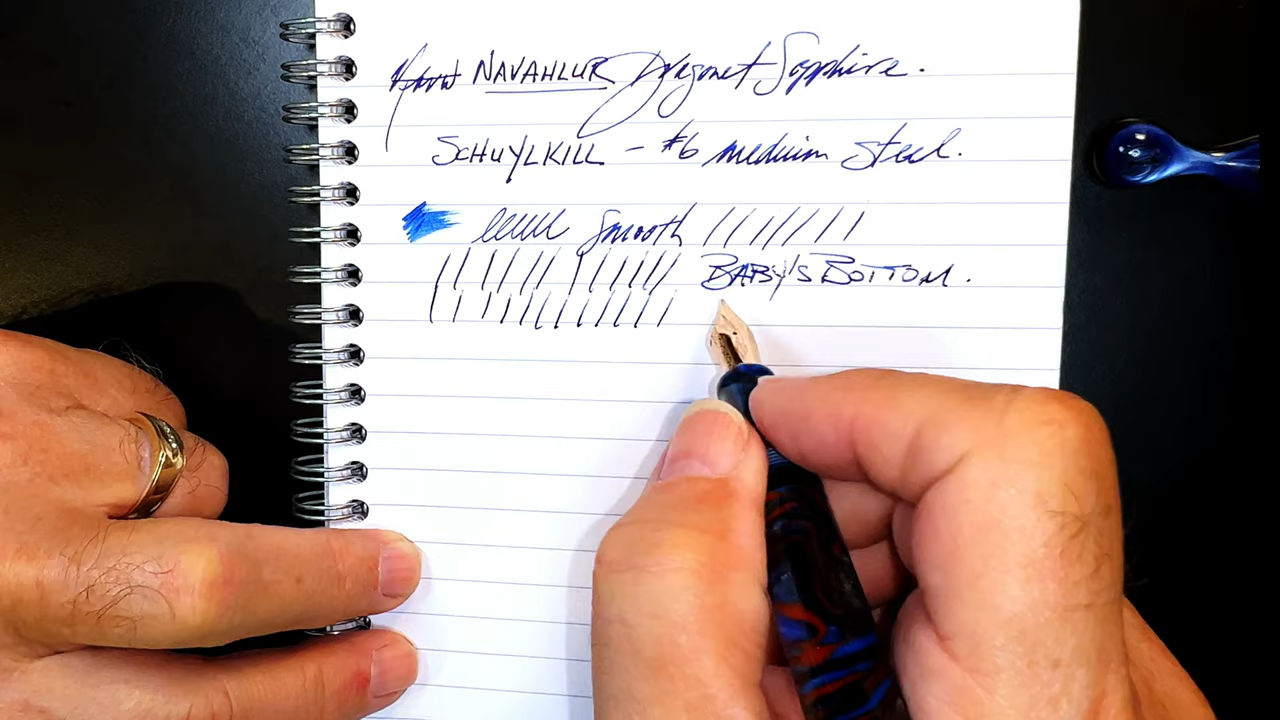 NAVAHLUR Dragonet Sapphire.
SCHUYLKILL - #6 medium steel.
Smooth
BABY'S BOTTOM.